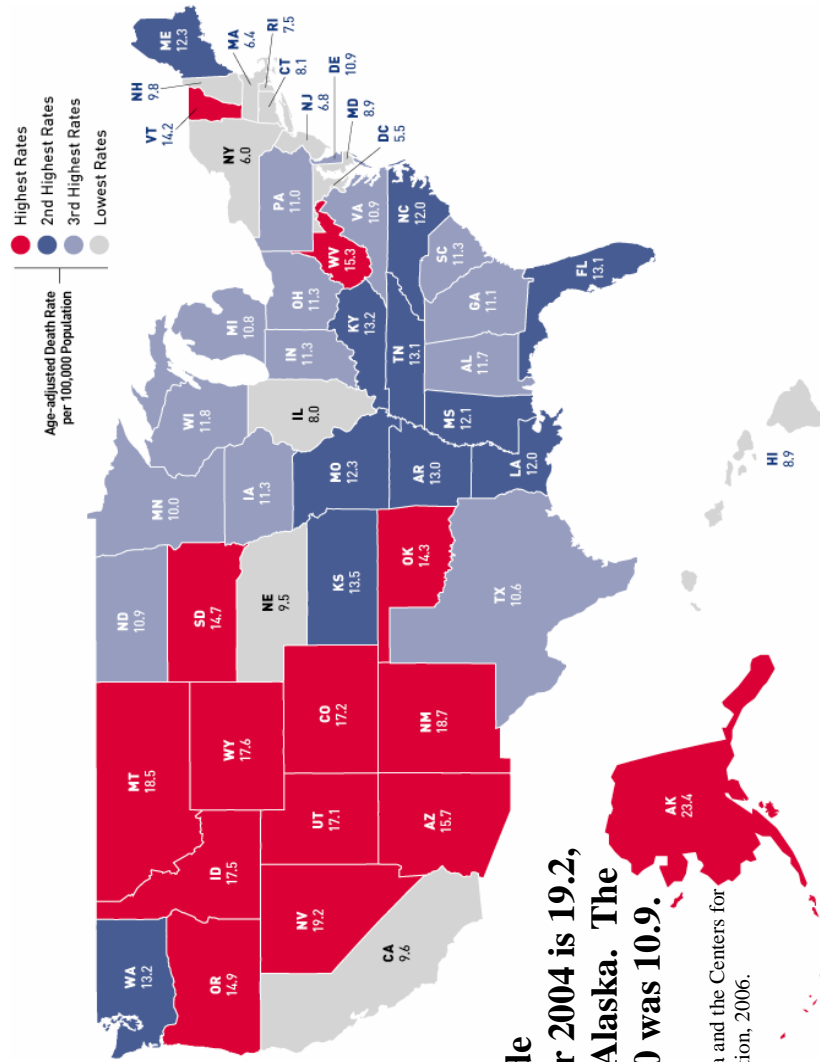 Age-adjusted Death Rate
per 100,000 Population
Highest Rates
2nd Highest Rates
3rd Highest Rates
Lowest Rates
WA
13.2
OR
14.9
CA
9.6
NV
19.2
ID
17.5
MT
18.5
WY
17.6
UT
17.1
AZ
15.7
CO
17.2
NM
18.7
ND
10.9
SD
14.7
NE
9.5
KS
13.5
OK
14.3
TX
10.6
MN
10.0
IA
11.3
MO
12.3
AR
13.0
LA
12.0
WI
11.8
IL
8.0
MS
12.1
MI
10.8
IN
11.3
OH
11.3
KY
13.2
TN
13.1
AL
11.7
GA
11.1
FL
13.1
SC
11.3
NC
12.0
VA
10.9
WV
15.3
PA
11.0
NY
6.0
VT
14.2
NH
9.8
ME
12.3
MA
6.4
RI
7.5
CT
8.1
NJ
6.8
DE
10.9
MD
8.9
DC
5.5
HI
8.9
AK
23.4
2004 is 19.2,
Alaska. The
was 10.9.
and the Centers for
2006.